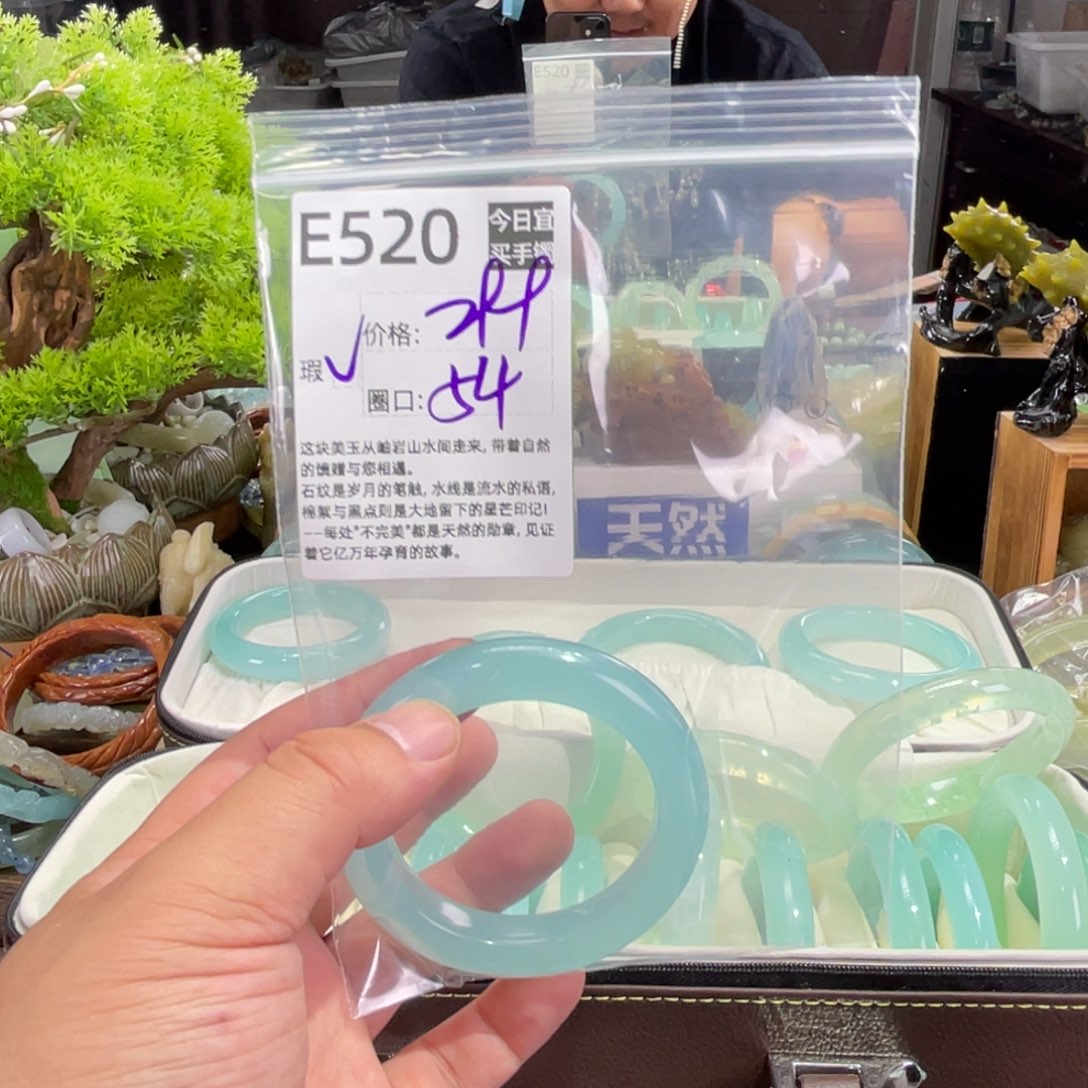 E520
E520
今日宜
买手镯
价格:
瑕✓
圈口: 54
这块美玉从岫岩山水间走来, 带着自然
的馈赠与您相遇。
石纹是岁月的笔触, 水线是流水的私语,
棉絮与黑点则是大地留下的星芒印记!
--每处"不完美"都是天然的勋章, 见证
着它亿万年孕育的故事。
天然